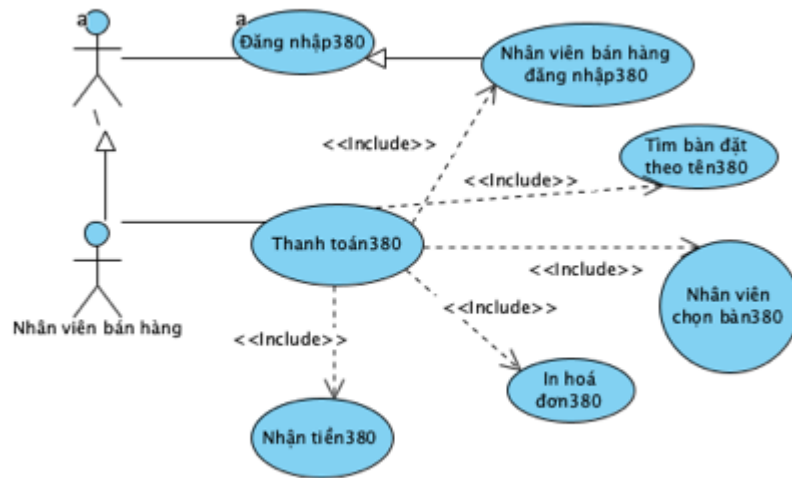 a
a
Đăng nhập380
Nhân viên bán hàng
đăng nhập380
<<Include>>
Tìm bàn đặt
theo tên380
<<Include>>
Thanh toán380
<<Include>>
Nhân viên
chọn bàn380
Nhân viên bán hàng
<<Include>>
<<Include>>
In hoá
đơn380
Nhận tiền380